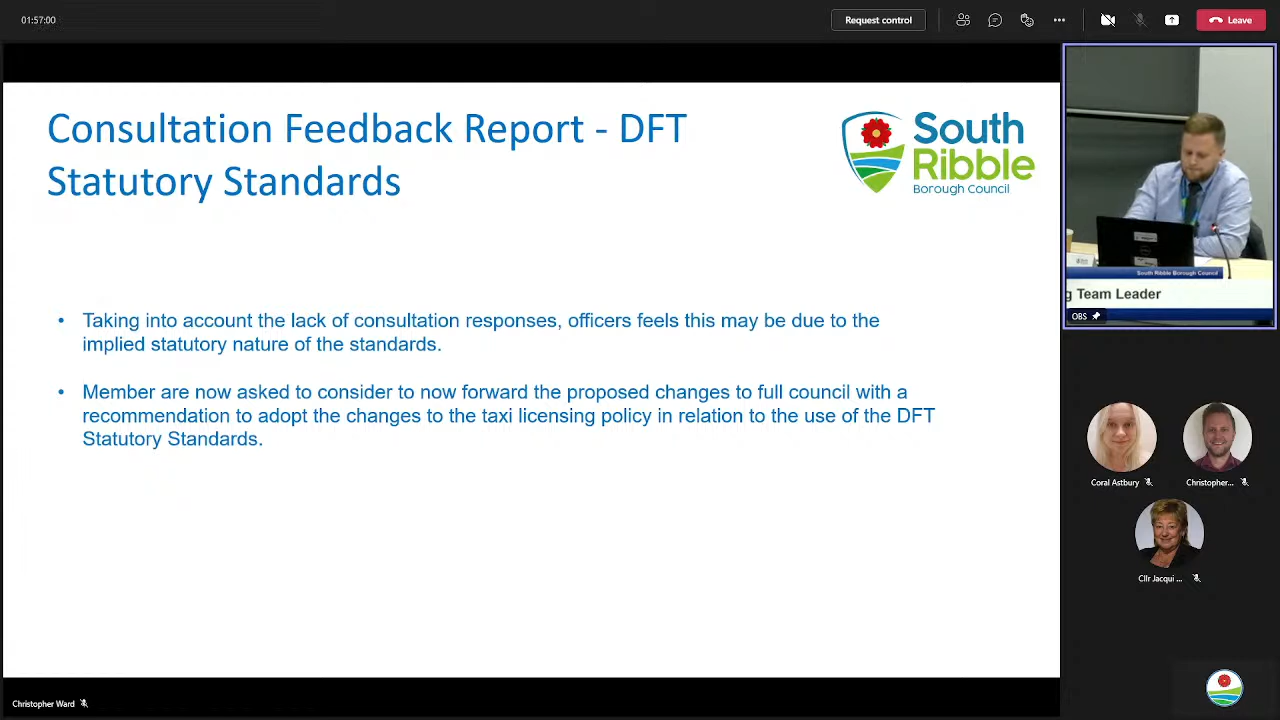 01:57:00
Request control
Leave
Consultation Feedback Report - DFT
Statutory Standards
South
Ribble
Borough Council
• Taking into account the lack of consultation responses, officers feels this may be due to the
implied statutory nature of the standards.
• Member are now asked to consider to now forward the proposed changes to full council with a
recommendation to adopt the changes to the taxi licensing policy in relation to the use of the DFT
Statutory Standards.
South Ribble Borough Council
g Team Leader
OBS
Coral Astbury
Christopher...
Cllr Jacqui ...
Christopher Ward